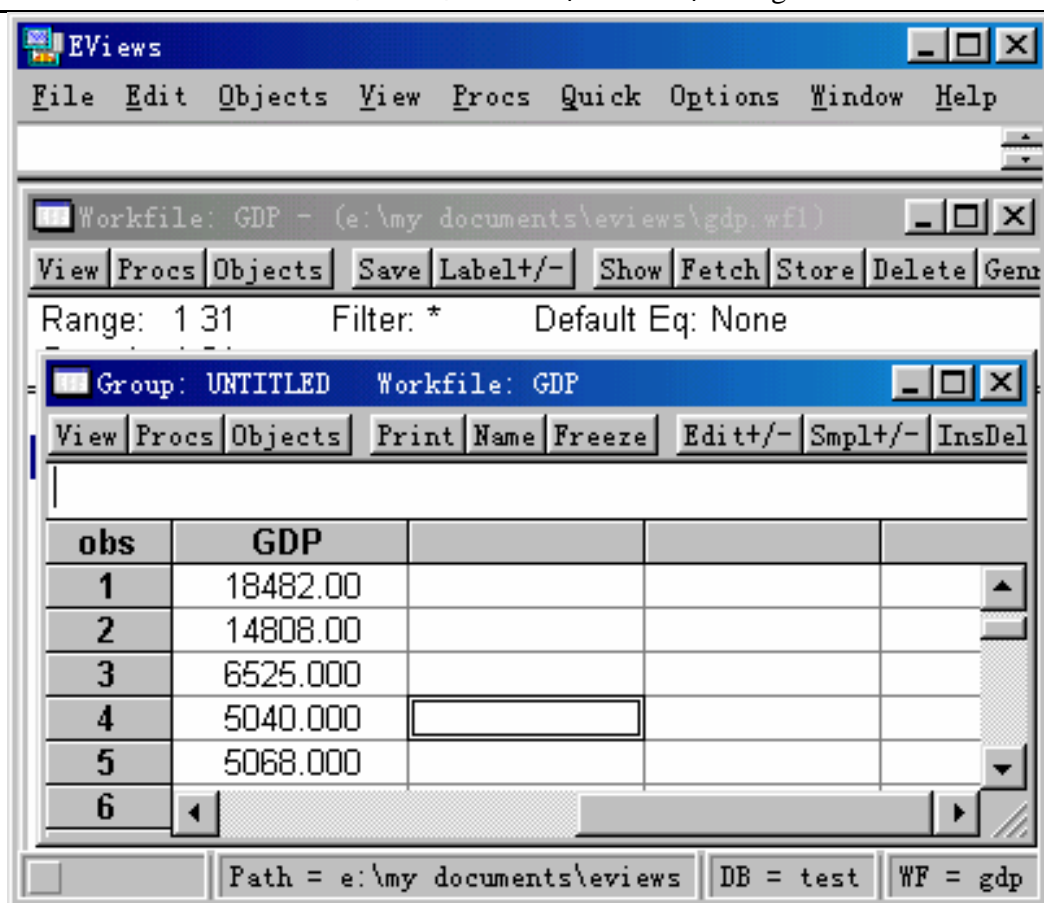 EViews
File Edit Objects View Procs Quick Options Window Help
Workfile: GDP - (e:\my documents\eviews\gdp.wf1)
View Procs Objects Save Label+/- Show Fetch Store Delete Genr
Range: 1 31 Filter: * Default Eq: None
Group: UNTITLED Workfile: GDP
View Procs Objects Print Name Freeze Edit+/- Smpl+/- InsDel
obs GDP
1 18482.00
2 14808.00
3 6525.000
4 5040.000
5 5068.000
6
Path = e:\my documents\eviews DB = test WF = gdp